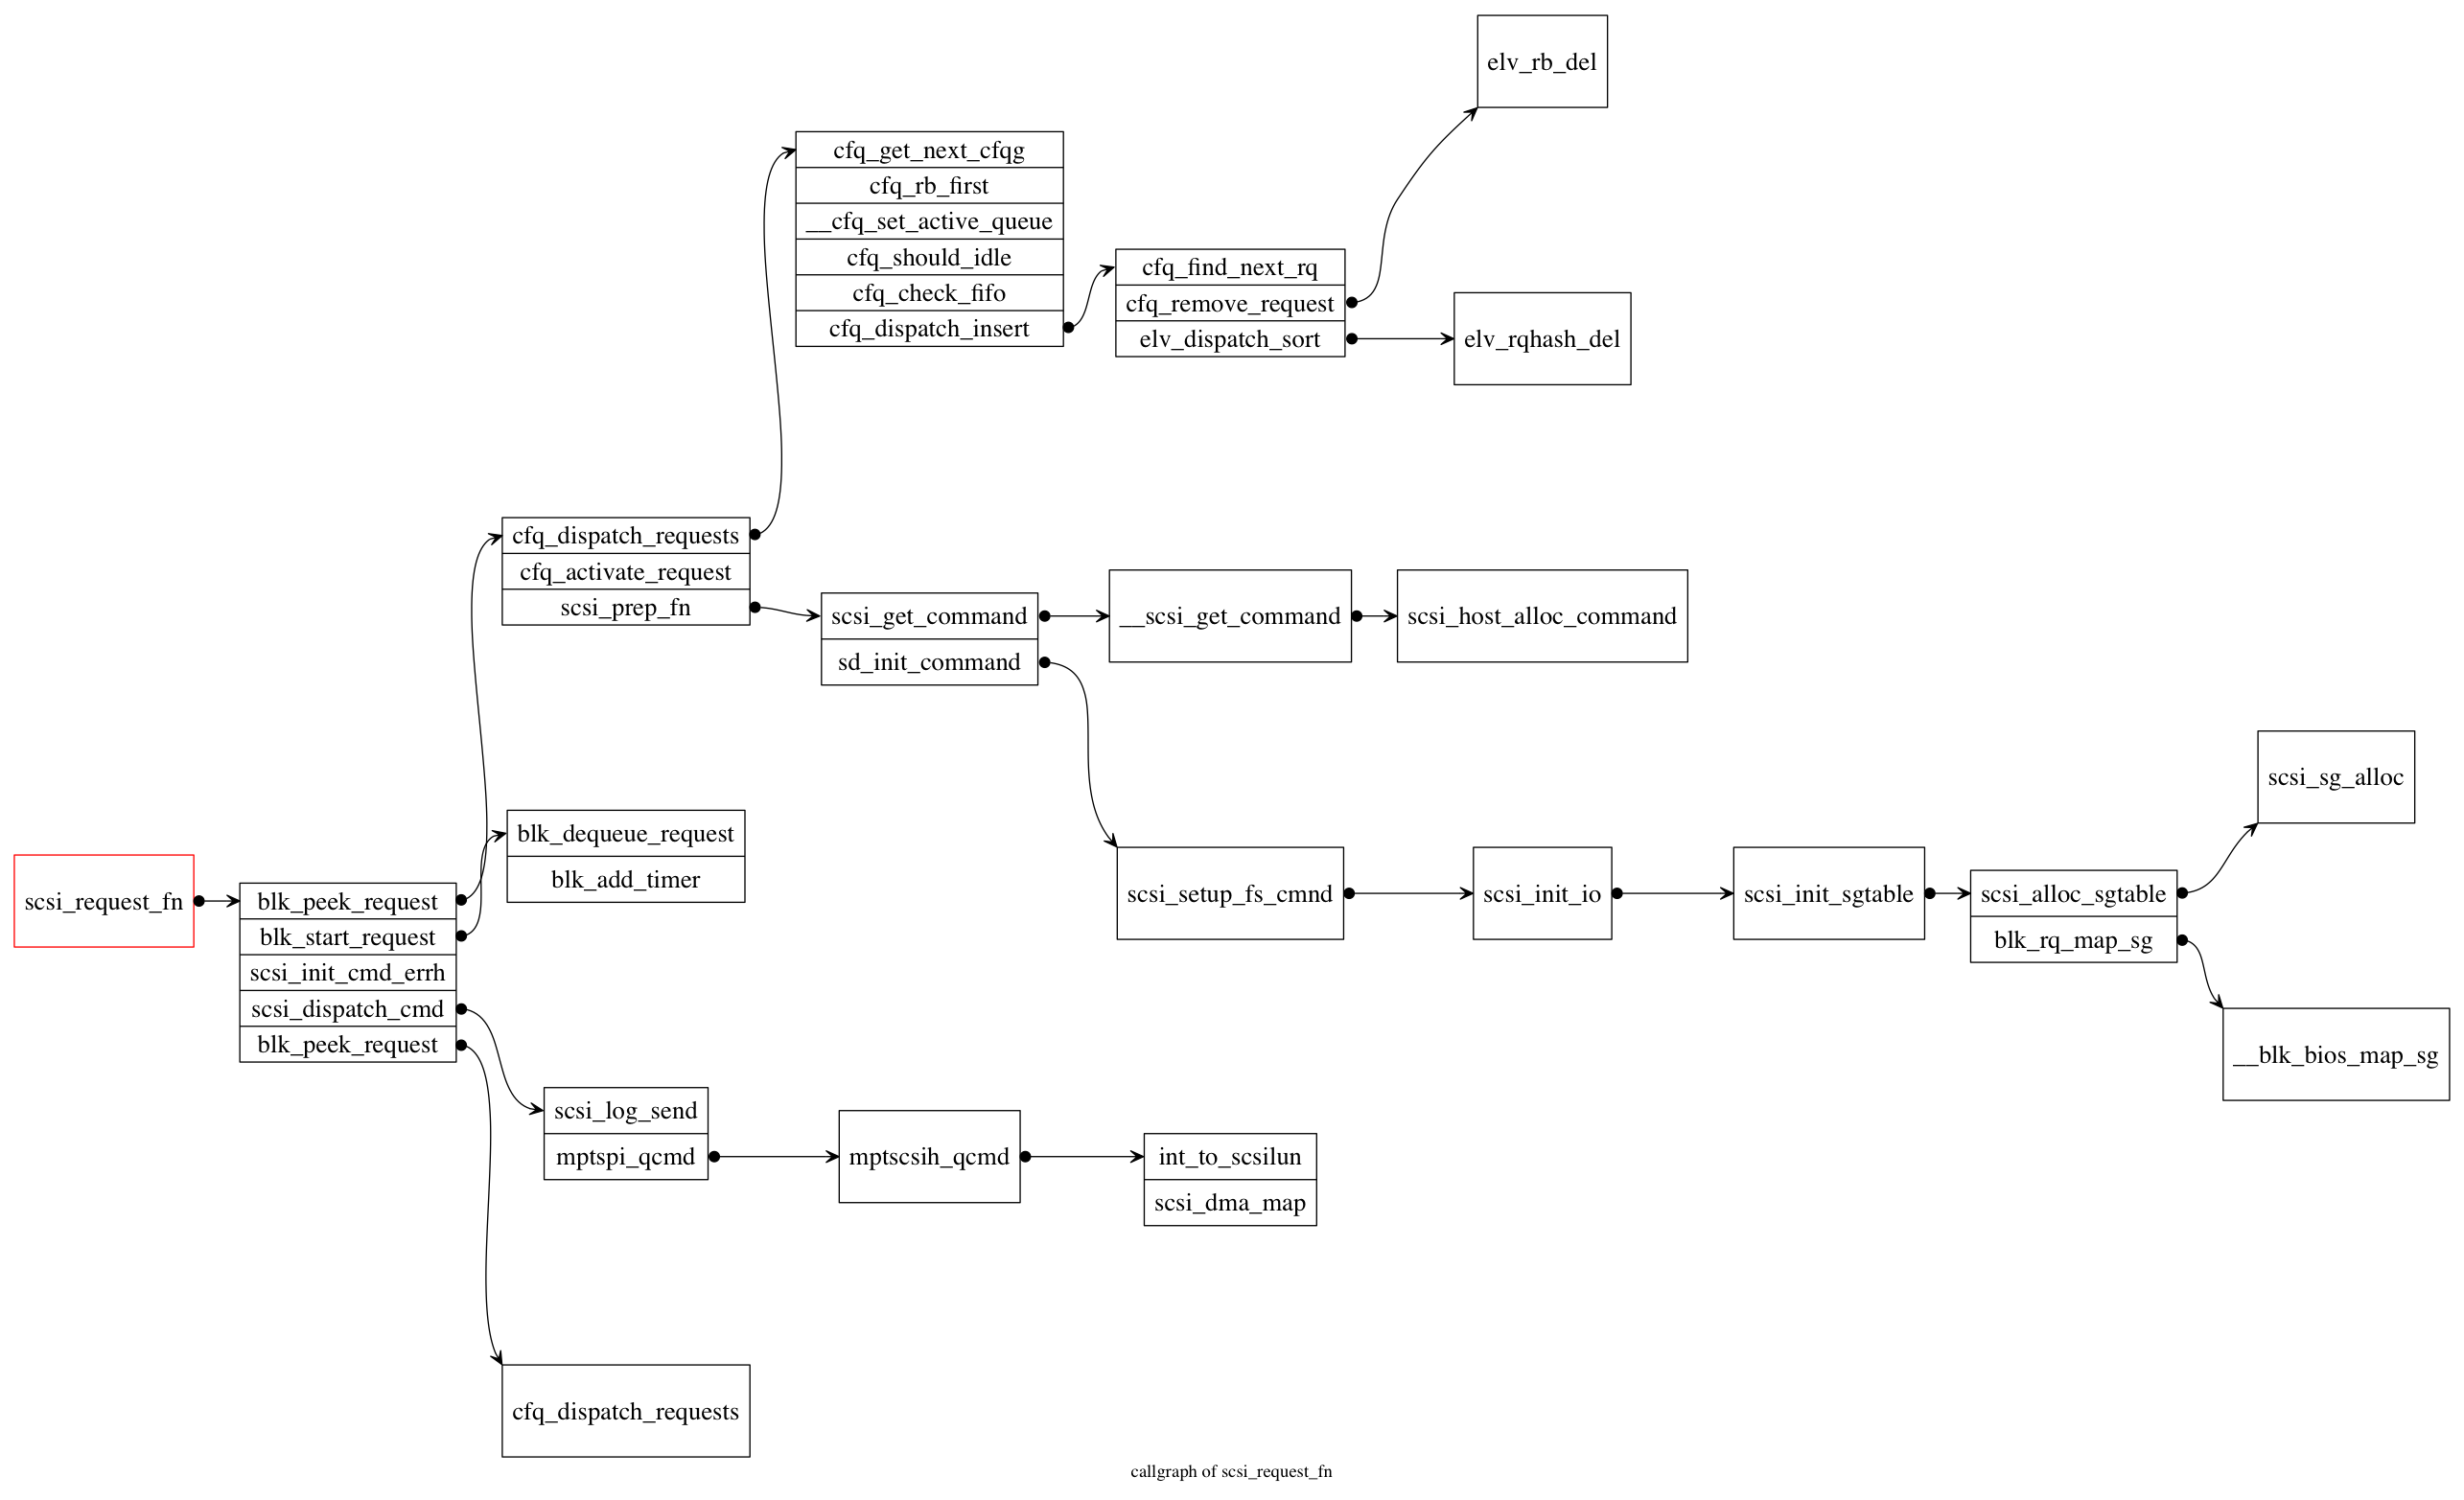 elv_rb_del
cfq_get_next_cfqg
cfq_rb_first
__cfq_set_active_queue
cfq_should_idle
cfq_check_fifo
cfq_dispatch_insert
cfq_find_next_rq
cfq_remove_request
elv_dispatch_sort
elv_rqhash_del
cfq_dispatch_requests
cfq_activate_request
scsi_prep_fn
scsi_get_command
sd_init_command
__scsi_get_command
scsi_host_alloc_command
scsi_sg_alloc
blk_dequeue_request
blk_add_timer
scsi_request_fn
blk_peek_request
blk_start_request
scsi_init_cmd_errh
scsi_dispatch_cmd
blk_peek_request
scsi_setup_fs_cmnd
scsi_init_io
scsi_init_sgtable
scsi_alloc_sgtable
blk_rq_map_sg
__blk_bios_map_sg
scsi_log_send
mptspi_qcmd
mptscsih_qcmd
int_to_scsilun
scsi_dma_map
cfq_dispatch_requests
callgraph of scsi_request_fn